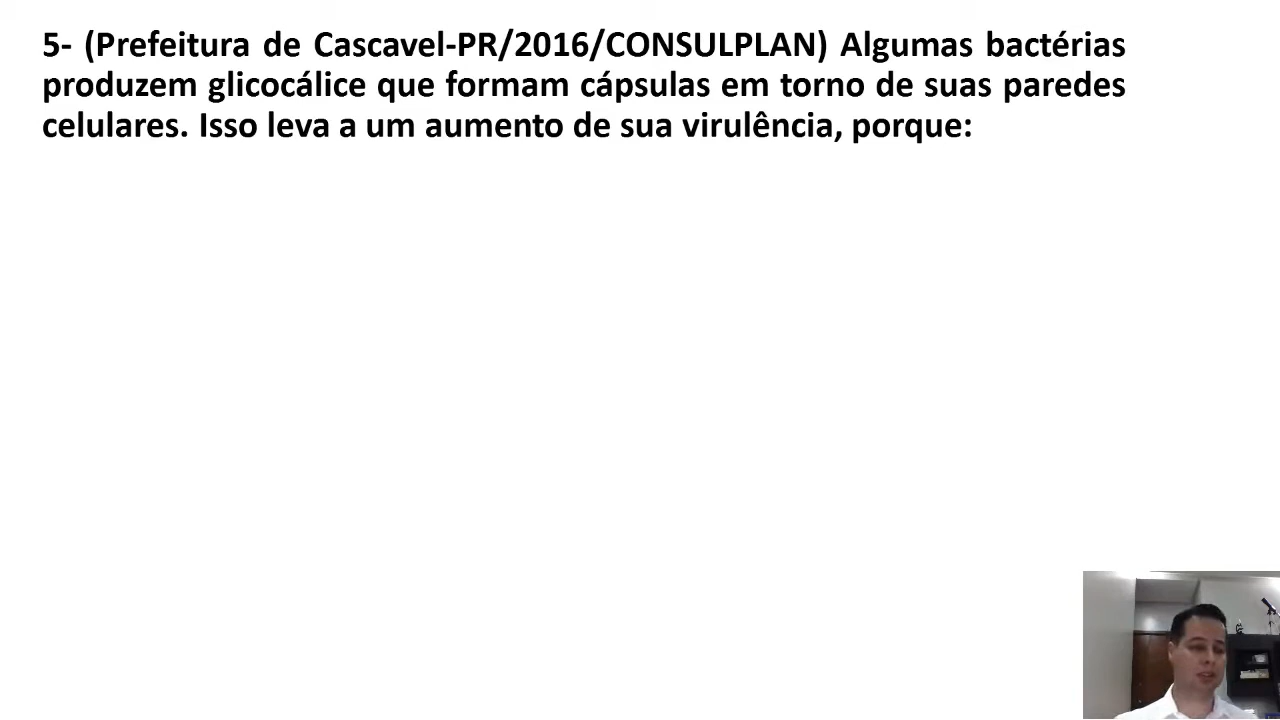 5- (Prefeitura de Cascavel-PR/2016/CONSULPLAN) Algumas bactérias
produzem glicocálice que formam cápsulas em torno de suas paredes
celulares. Isso leva a um aumento de sua virulência, porque: